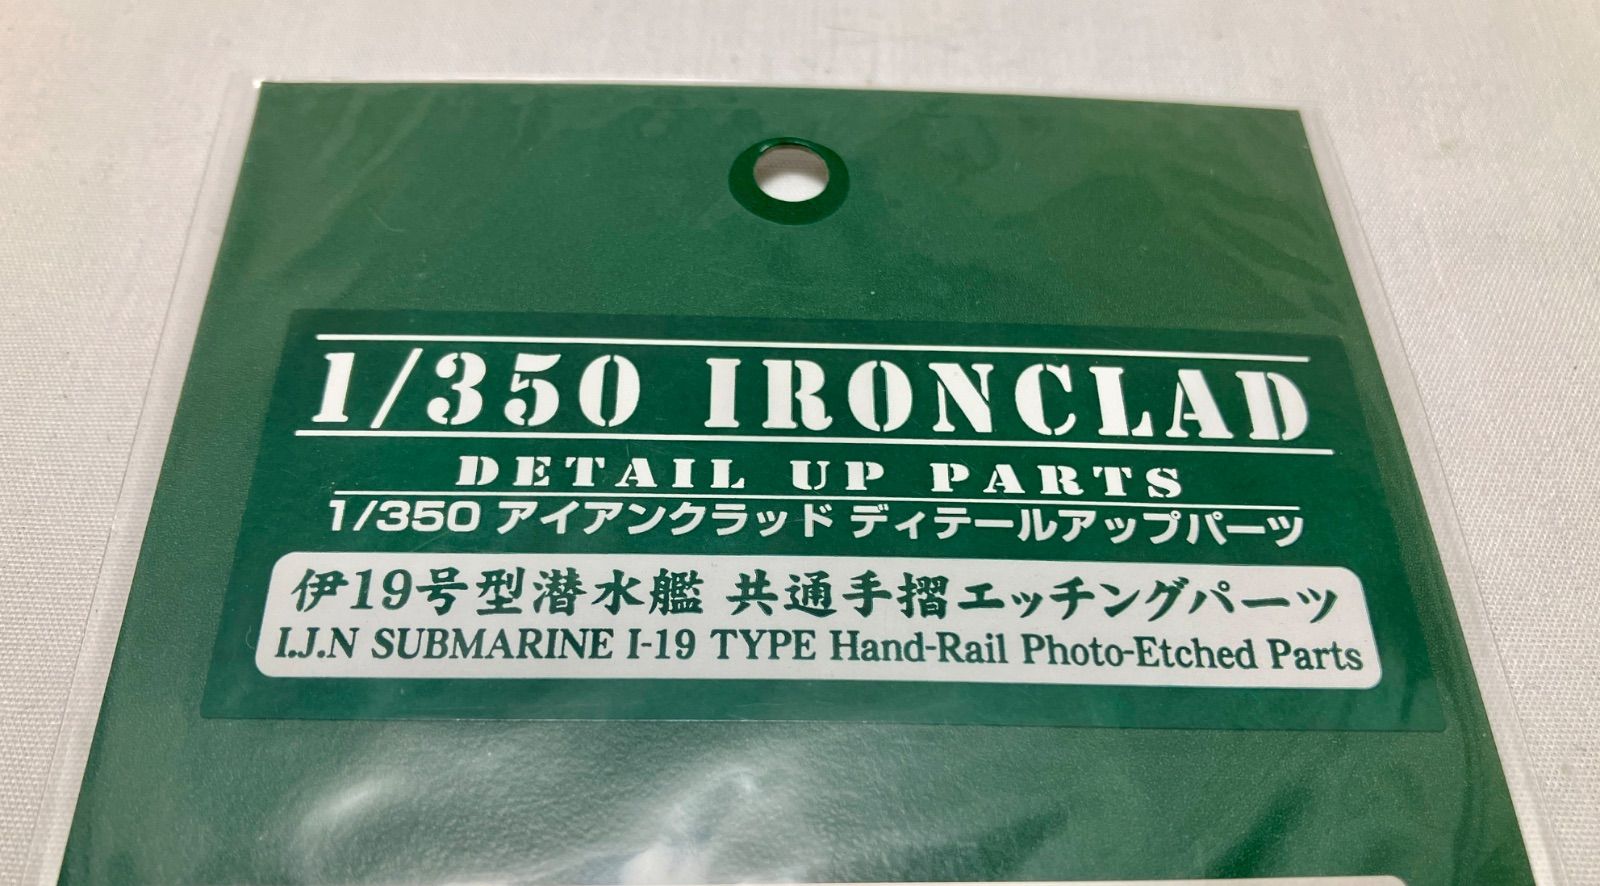 1/350 IRONCLAD
DETAIL UP PARTS
1/350 アイアンクラッド ディテールアップパーツ
伊19号型潜水艦 共通手摺エッチングパーツ
I.J.N SUBMARINE I-19 TYPE Hand-Rail Photo-Etched Parts